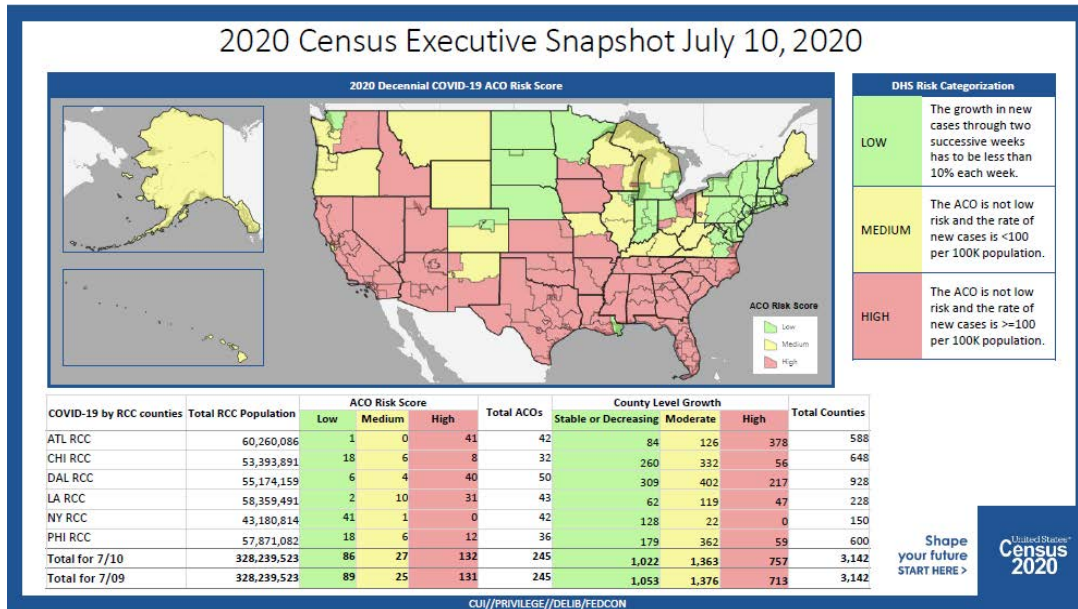 2020 Census Executive Snapshot July 10, 2020
2020 Decennial COVID-19 ACO Risk Score
ACO Risk Score
Low
Medium
High
DHS Risk Categorization
LOW
The growth in new
cases through two
successive weeks
has to be less than
10% each week.
MEDIUM
The ACO is not low
risk and the rate of
new cases is <100
per 100K population.
HIGH
The ACO is not low
risk and the rate of
new cases is >=100
per 100K population.
COVID-19 by RCC counties Total RCC Population ACO Risk Score Total ACOs County Level Growth Total Counties
Low Medium High Stable or Decreasing Moderate High
ATL RCC 60,260,086 1 0 41 42 84 126 378 588
CHI RCC 53,393,891 18 6 8 32 260 332 56 648
DAL RCC 55,174,159 6 4 40 50 309 402 217 928
LA RCC 58,359,491 2 10 31 43 62 119 47 228
NY RCC 43,180,814 41 1 0 42 128 22 0 150
PHI RCC 57,871,082 18 6 12 36 179 362 59 600
Total for 7/10 328,239,523 86 27 132 245 1,022 1,363 757 3,142
Total for 7/09 328,239,523 89 25 131 245 1,053 1,376 713 3,142
Shape
your future
START HERE >
United States®
Census
2020
CUI//PRIVILEGE//DELIB/FEDCON